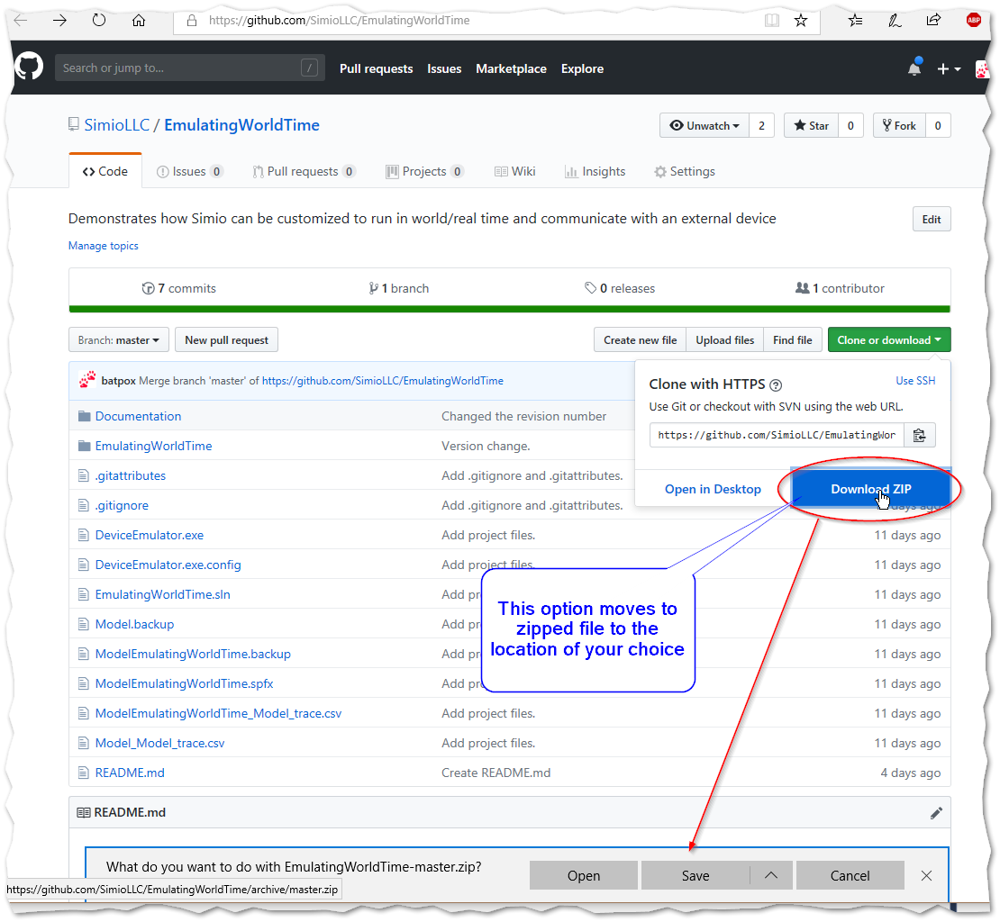 https://github.com/SimioLLC/EmulatingWorldTime
ABP
Search or jump to...
/
Pull requests Issues Marketplace Explore
SimioLLC / EmulatingWorldTime
Unwatch 2 Star 0 Fork 0
Code Issues 0 Pull requests 0 Projects 0 Wiki Insights Settings
Demonstrates how Simio can be customized to run in world/real time and communicate with an external device
Edit
Manage topics
7 commits 1 branch 0 releases 1 contributor
Branch: master New pull request Create new file Upload files Find file Clone or download
batpox Merge branch 'master' of https://github.com/SimioLLC/EmulatingWorldTime
Clone with HTTPS ? Use SSH
Use Git or checkout with SVN using the web URL.
https://github.com/SimioLLC/EmulatingWor
Open in Desktop Download ZIP
Documentation Changed the revision number
EmulatingWorldTime Version change.
.gitattributes Add .gitignore and .gitattributes.
.gitignore Add .gitignore and .gitattributes. days ago
DeviceEmulator.exe Add project files. 11 days ago
DeviceEmulator.exe.config Add project files. 11 days ago
EmulatingWorldTime.sln Add pr 11 days ago
Model.backup Add pr 11 days ago
ModelEmulatingWorldTime.backup Add pr 11 days ago
ModelEmulatingWorldTime.spfx Add pr 11 days ago
ModelEmulatingWorldTime_Model_trace.csv Add project files. 11 days ago
Model_Model_trace.csv Add project files. 11 days ago
README.md Create README.md 4 days ago
This option moves to
zipped file to the
location of your choice
README.md
What do you want to do with EmulatingWorldTime-master.zip?
Open Save Cancel
https://github.com/SimioLLC/EmulatingWorldTime/archive/master.zip